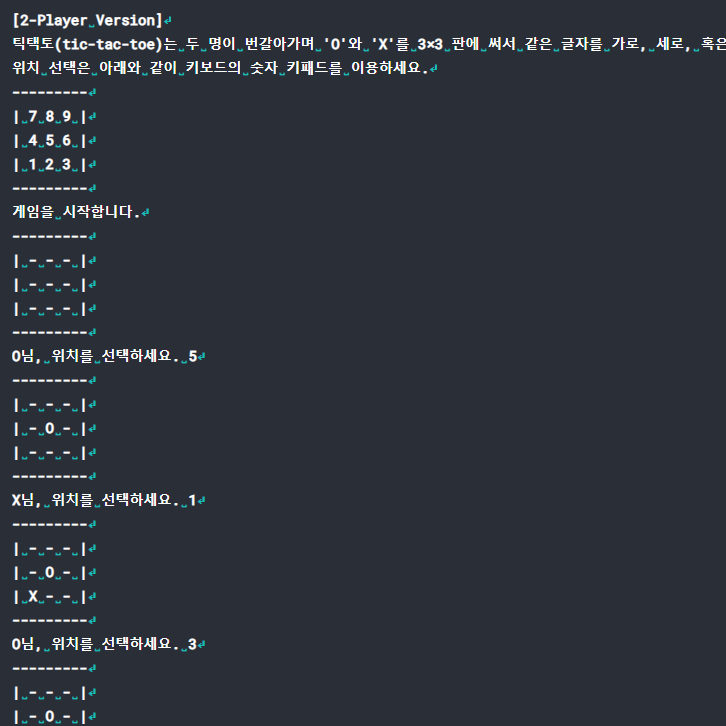 [2-Player Version]
틱택토(tic-tac-toe)는 두 명이 번갈아가며 'O'와 'X'를 3×3 판에 써서 같은 글자를 가로, 세로, 혹은
위치 선택은 아래와 같이 키보드의 숫자 키패드를 이용하세요.
---------
| 7 8 9 |
| 4 5 6 |
| 1 2 3 |
---------
게임을 시작합니다.
---------
| - - - |
| - - - |
| - - - |
---------
O님, 위치를 선택하세요. 5
---------
| - - - |
| - O - |
| - - - |
---------
X님, 위치를 선택하세요. 1
---------
| - - - |
| - O - |
| X - - |
---------
O님, 위치를 선택하세요. 3
---------
| - - - |
| - O - |